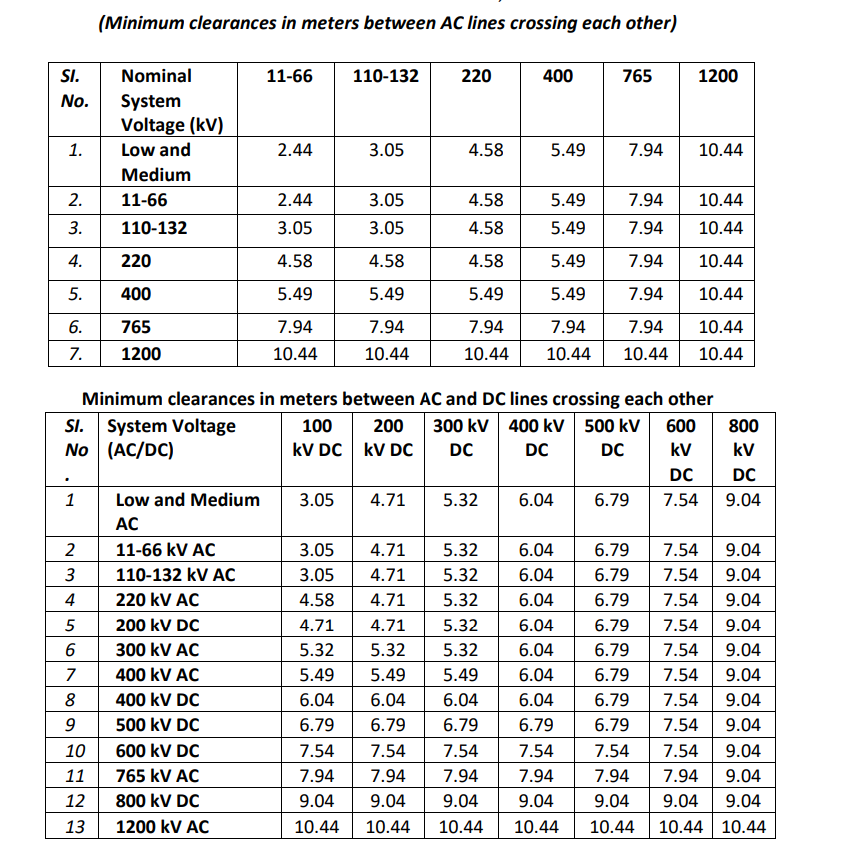 (Minimum clearances in meters between AC lines crossing each other)
SI. No. Nominal System Voltage (kV) 11-66 110-132 220 400 765 1200
1. Low and Medium 2.44 3.05 4.58 5.49 7.94 10.44
2. 11-66 2.44 3.05 4.58 5.49 7.94 10.44
3. 110-132 3.05 3.05 4.58 5.49 7.94 10.44
4. 220 4.58 4.58 4.58 5.49 7.94 10.44
5. 400 5.49 5.49 5.49 5.49 7.94 10.44
6. 765 7.94 7.94 7.94 7.94 7.94 10.44
7. 1200 10.44 10.44 10.44 10.44 10.44 10.44
Minimum clearances in meters between AC and DC lines crossing each other
SI. No . System Voltage (AC/DC) 100 kV DC 200 kV DC 300 kV DC 400 kV DC 500 kV DC 600 kV DC 800 kV DC
1 Low and Medium AC 3.05 4.71 5.32 6.04 6.79 7.54 9.04
2 11-66 kV AC 3.05 4.71 5.32 6.04 6.79 7.54 9.04
3 110-132 kV AC 3.05 4.71 5.32 6.04 6.79 7.54 9.04
4 220 kV AC 4.58 4.71 5.32 6.04 6.79 7.54 9.04
5 200 kV DC 4.71 4.71 5.32 6.04 6.79 7.54 9.04
6 300 kV AC 5.32 5.32 5.32 6.04 6.79 7.54 9.04
7 400 kV AC 5.49 5.49 5.49 6.04 6.79 7.54 9.04
8 400 kV DC 6.04 6.04 6.04 6.04 6.79 7.54 9.04
9 500 kV DC 6.79 6.79 6.79 6.79 6.79 7.54 9.04
10 600 kV DC 7.54 7.54 7.54 7.54 7.54 7.54 9.04
11 765 kV AC 7.94 7.94 7.94 7.94 7.94 7.94 9.04
12 800 kV DC 9.04 9.04 9.04 9.04 9.04 9.04 9.04
13 1200 kV AC 10.44 10.44 10.44 10.44 10.44 10.44 10.44